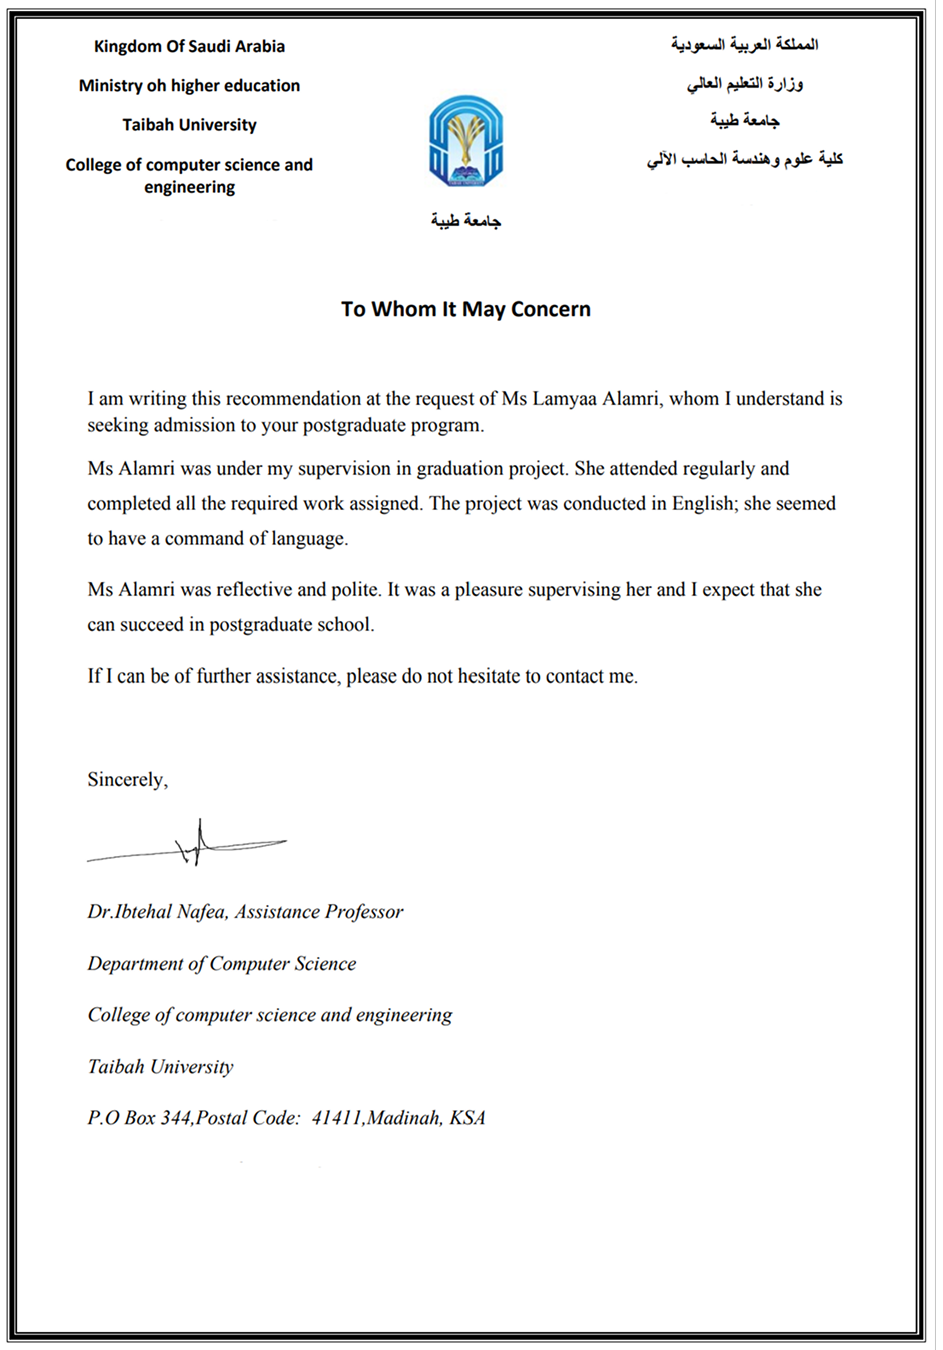 Kingdom Of Saudi Arabia
Ministry oh higher education
Taibah University
College of computer science and
engineering
المملكة العربية السعودية
وزارة التعليم العالي
جامعة طيبة
كلية علوم وهندسة الحاسب الآلي
جامعة طيبة
To Whom It May Concern
I am writing this recommendation at the request of Ms Lamyaa Alamri, whom I understand is
seeking admission to your postgraduate program.
Ms Alamri was under my supervision in graduation project. She attended regularly and
completed all the required work assigned. The project was conducted in English; she seemed
to have a command of language.
Ms Alamri was reflective and polite. It was a pleasure supervising her and I expect that she
can succeed in postgraduate school.
If I can be of further assistance, please do not hesitate to contact me.
Sincerely,
Dr.Ibtehal Nafea, Assistance Professor
Department of Computer Science
College of computer science and engineering
Taibah University
P.O Box 344,Postal Code:  41411,Madinah, KSA